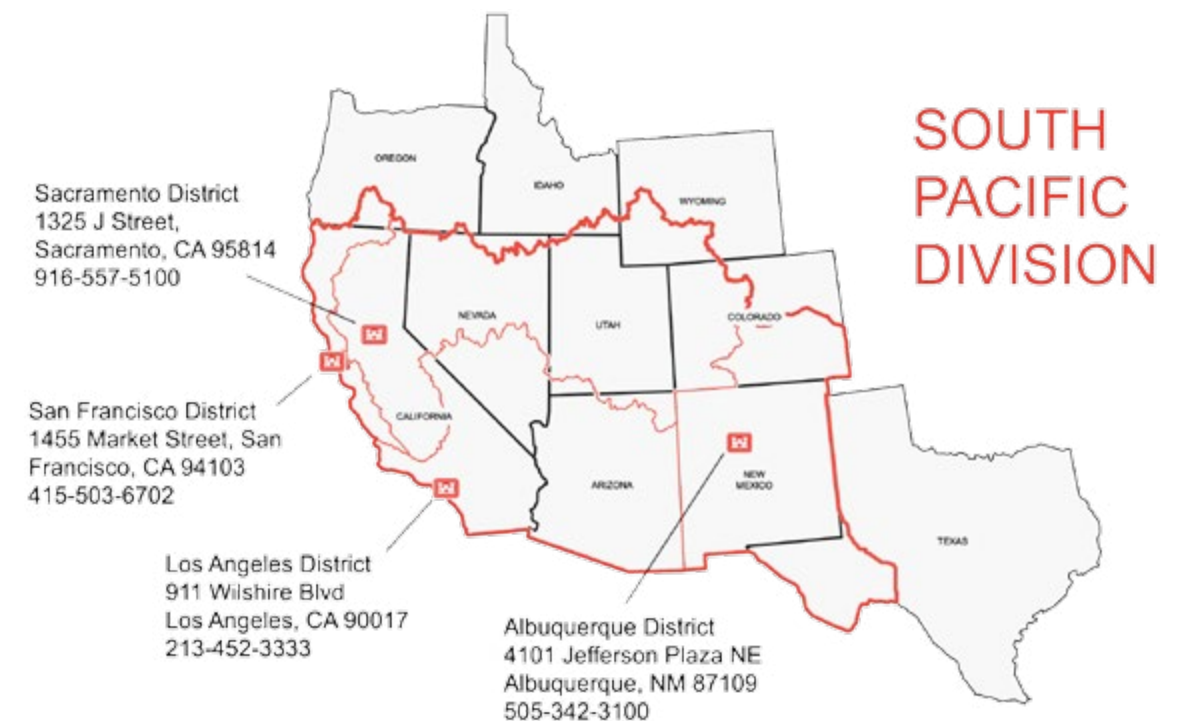 SOUTH
PACIFIC
DIVISION
OREGON
IDAHO
WYOMING
Sacramento District
1325 J Street,
Sacramento, CA 95814
916-557-5100
NEVADA
UTAH
COLORADO
San Francisco District
1455 Market Street, San
Francisco, CA 94103
415-503-6702
CALIFORNIA
ARIZONA
NEW
MEXICO
TEXAS
Los Angeles District
911 Wilshire Blvd
Los Angeles, CA 90017
213-452-3333
Albuquerque District
4101 Jefferson Plaza NE
Albuquerque, NM 87109
505-342-3100